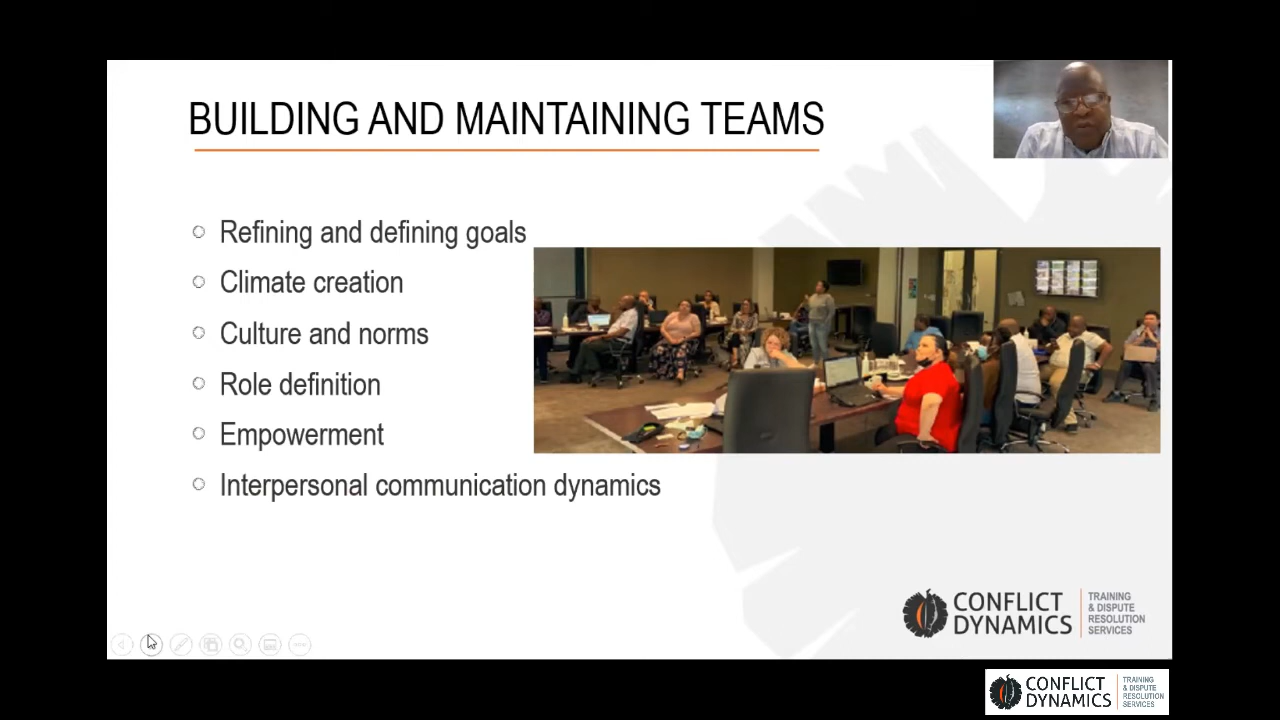 BUILDING AND MAINTAINING TEAMS
Refining and defining goals
Climate creation
Culture and norms
Role definition
Empowerment
Interpersonal communication dynamics
CONFLICT
DYNAMICS
TRAINING
& DISPUTE
RESOLUTION
SERVICES
CONFLICT
DYNAMICS
TRAINING
& DISPUTE
RESOLUTION
SERVICES